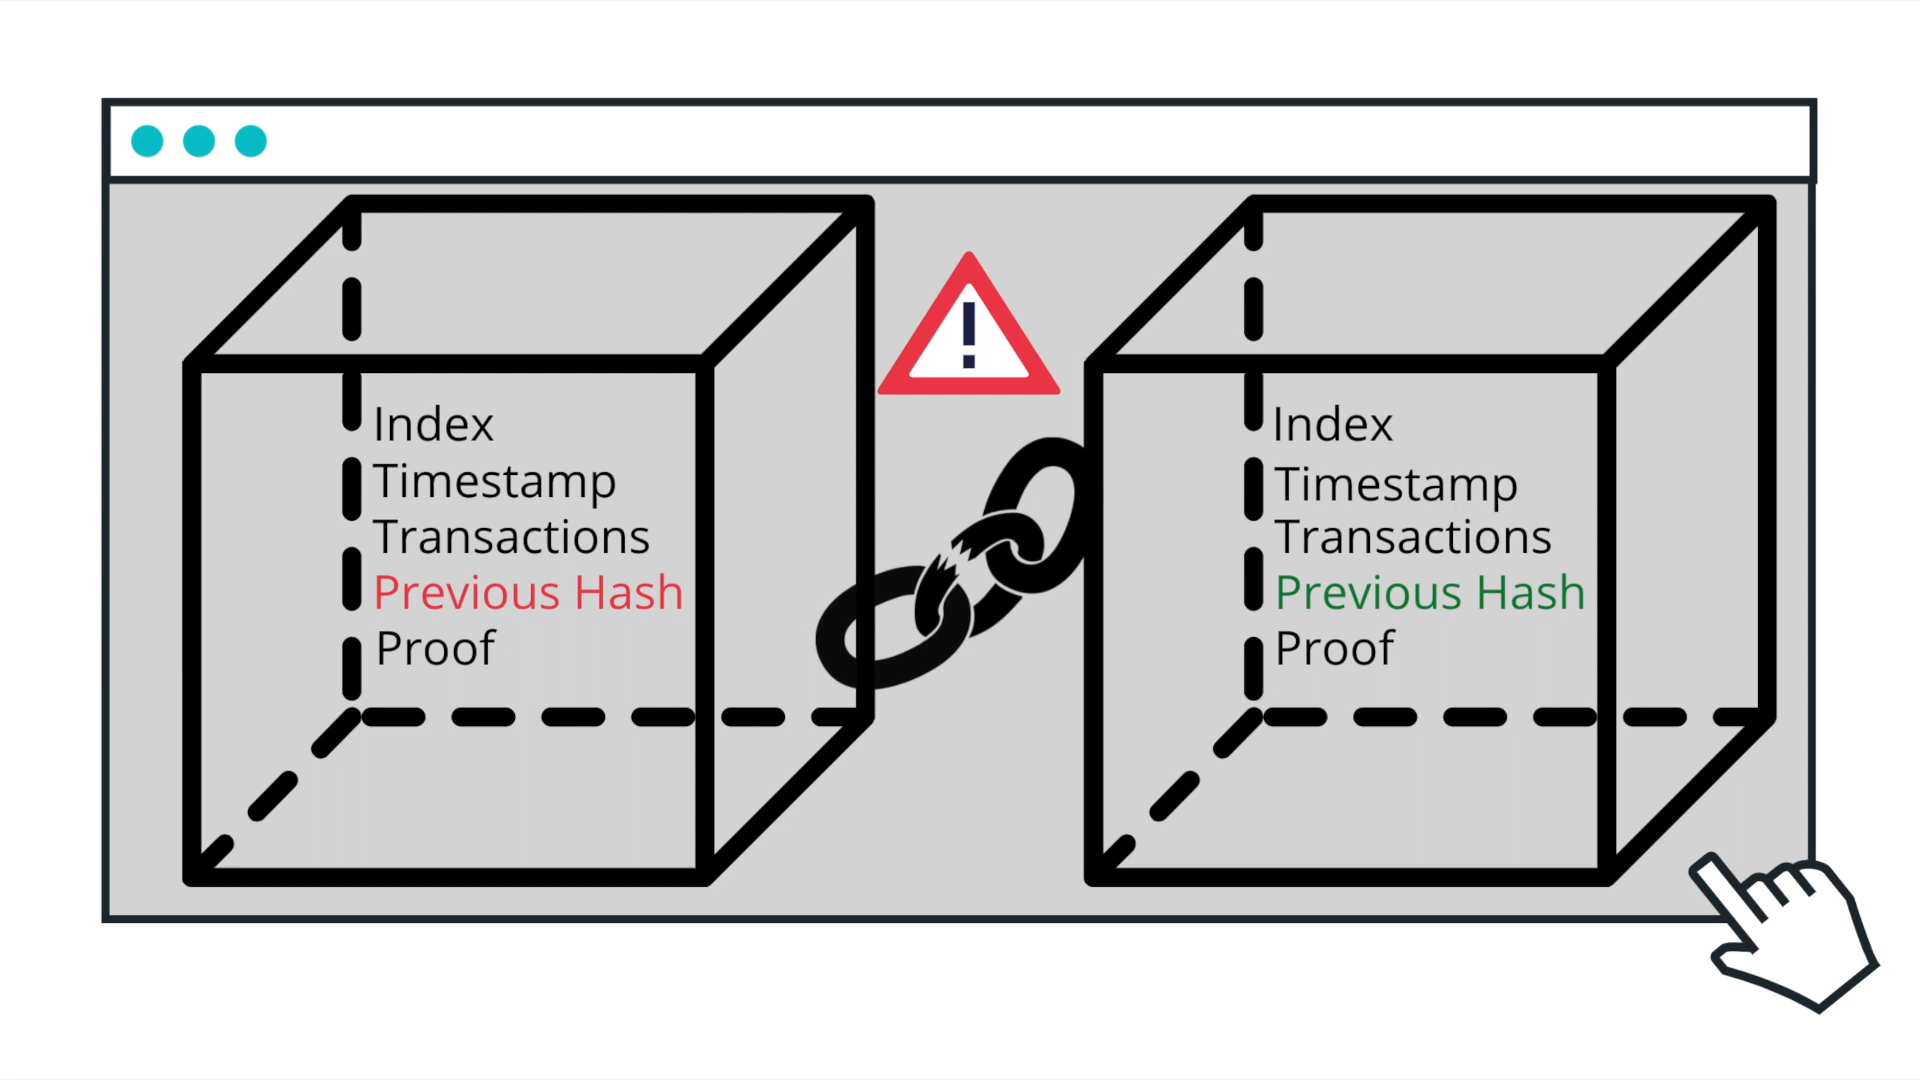 Index
Timestamp
Transactions
Previous Hash
Proof
Index
Timestamp
Transactions
Previous Hash
Proof